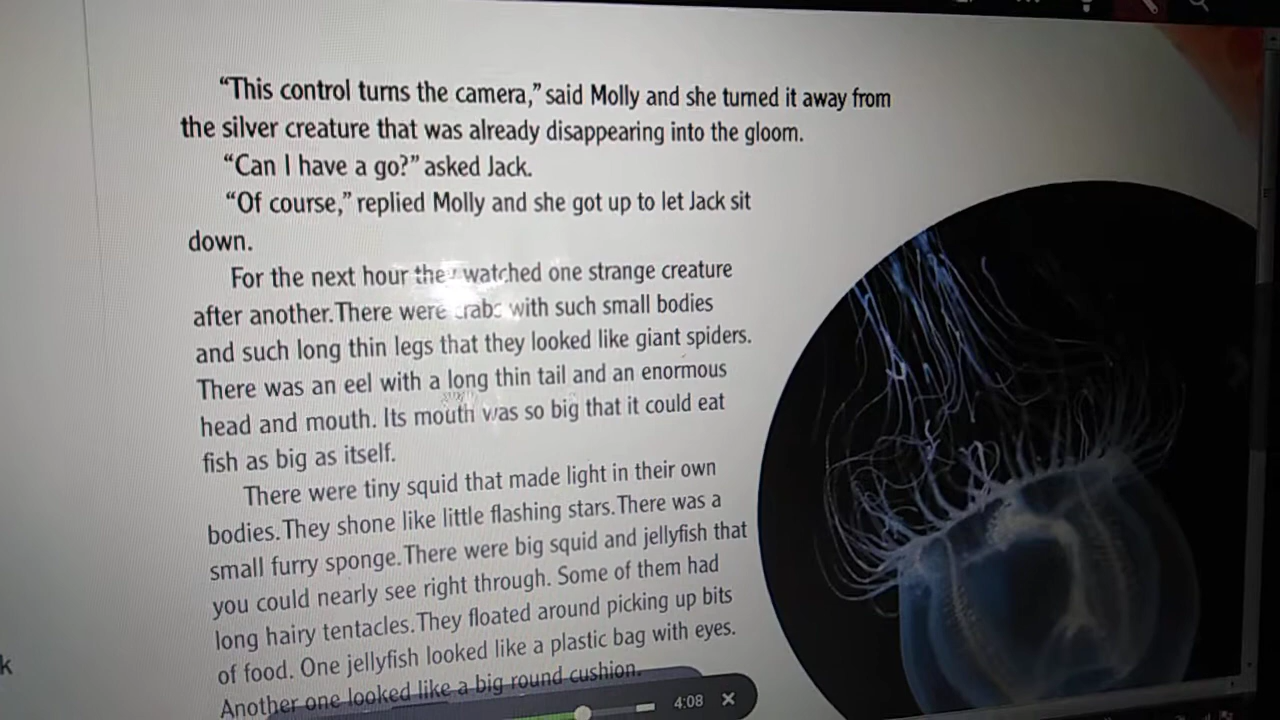 “This control turns the camera,” said Molly and she turned it away from
the silver creature that was already disappearing into the gloom.
“Can I have a go?” asked Jack.
“Of course,” replied Molly and she got up to let Jack sit
down.
For the next hour they watched one strange creature
after another. There were crabs with such small bodies
and such long thin legs that they looked like giant spiders.
There was an eel with a long thin tail and an enormous
head and mouth. Its mouth was so big that it could eat
fish as big as itself.
There were tiny squid that made light in their own
bodies. They shone like little flashing stars. There was a
small furry sponge. There were big squid and jellyfish that
you could nearly see right through. Some of them had
long hairy tentacles. They floated around picking up bits
of food. One jellyfish looked like a plastic bag with eyes.
Another one looked like a big round cushion.
k
4:08